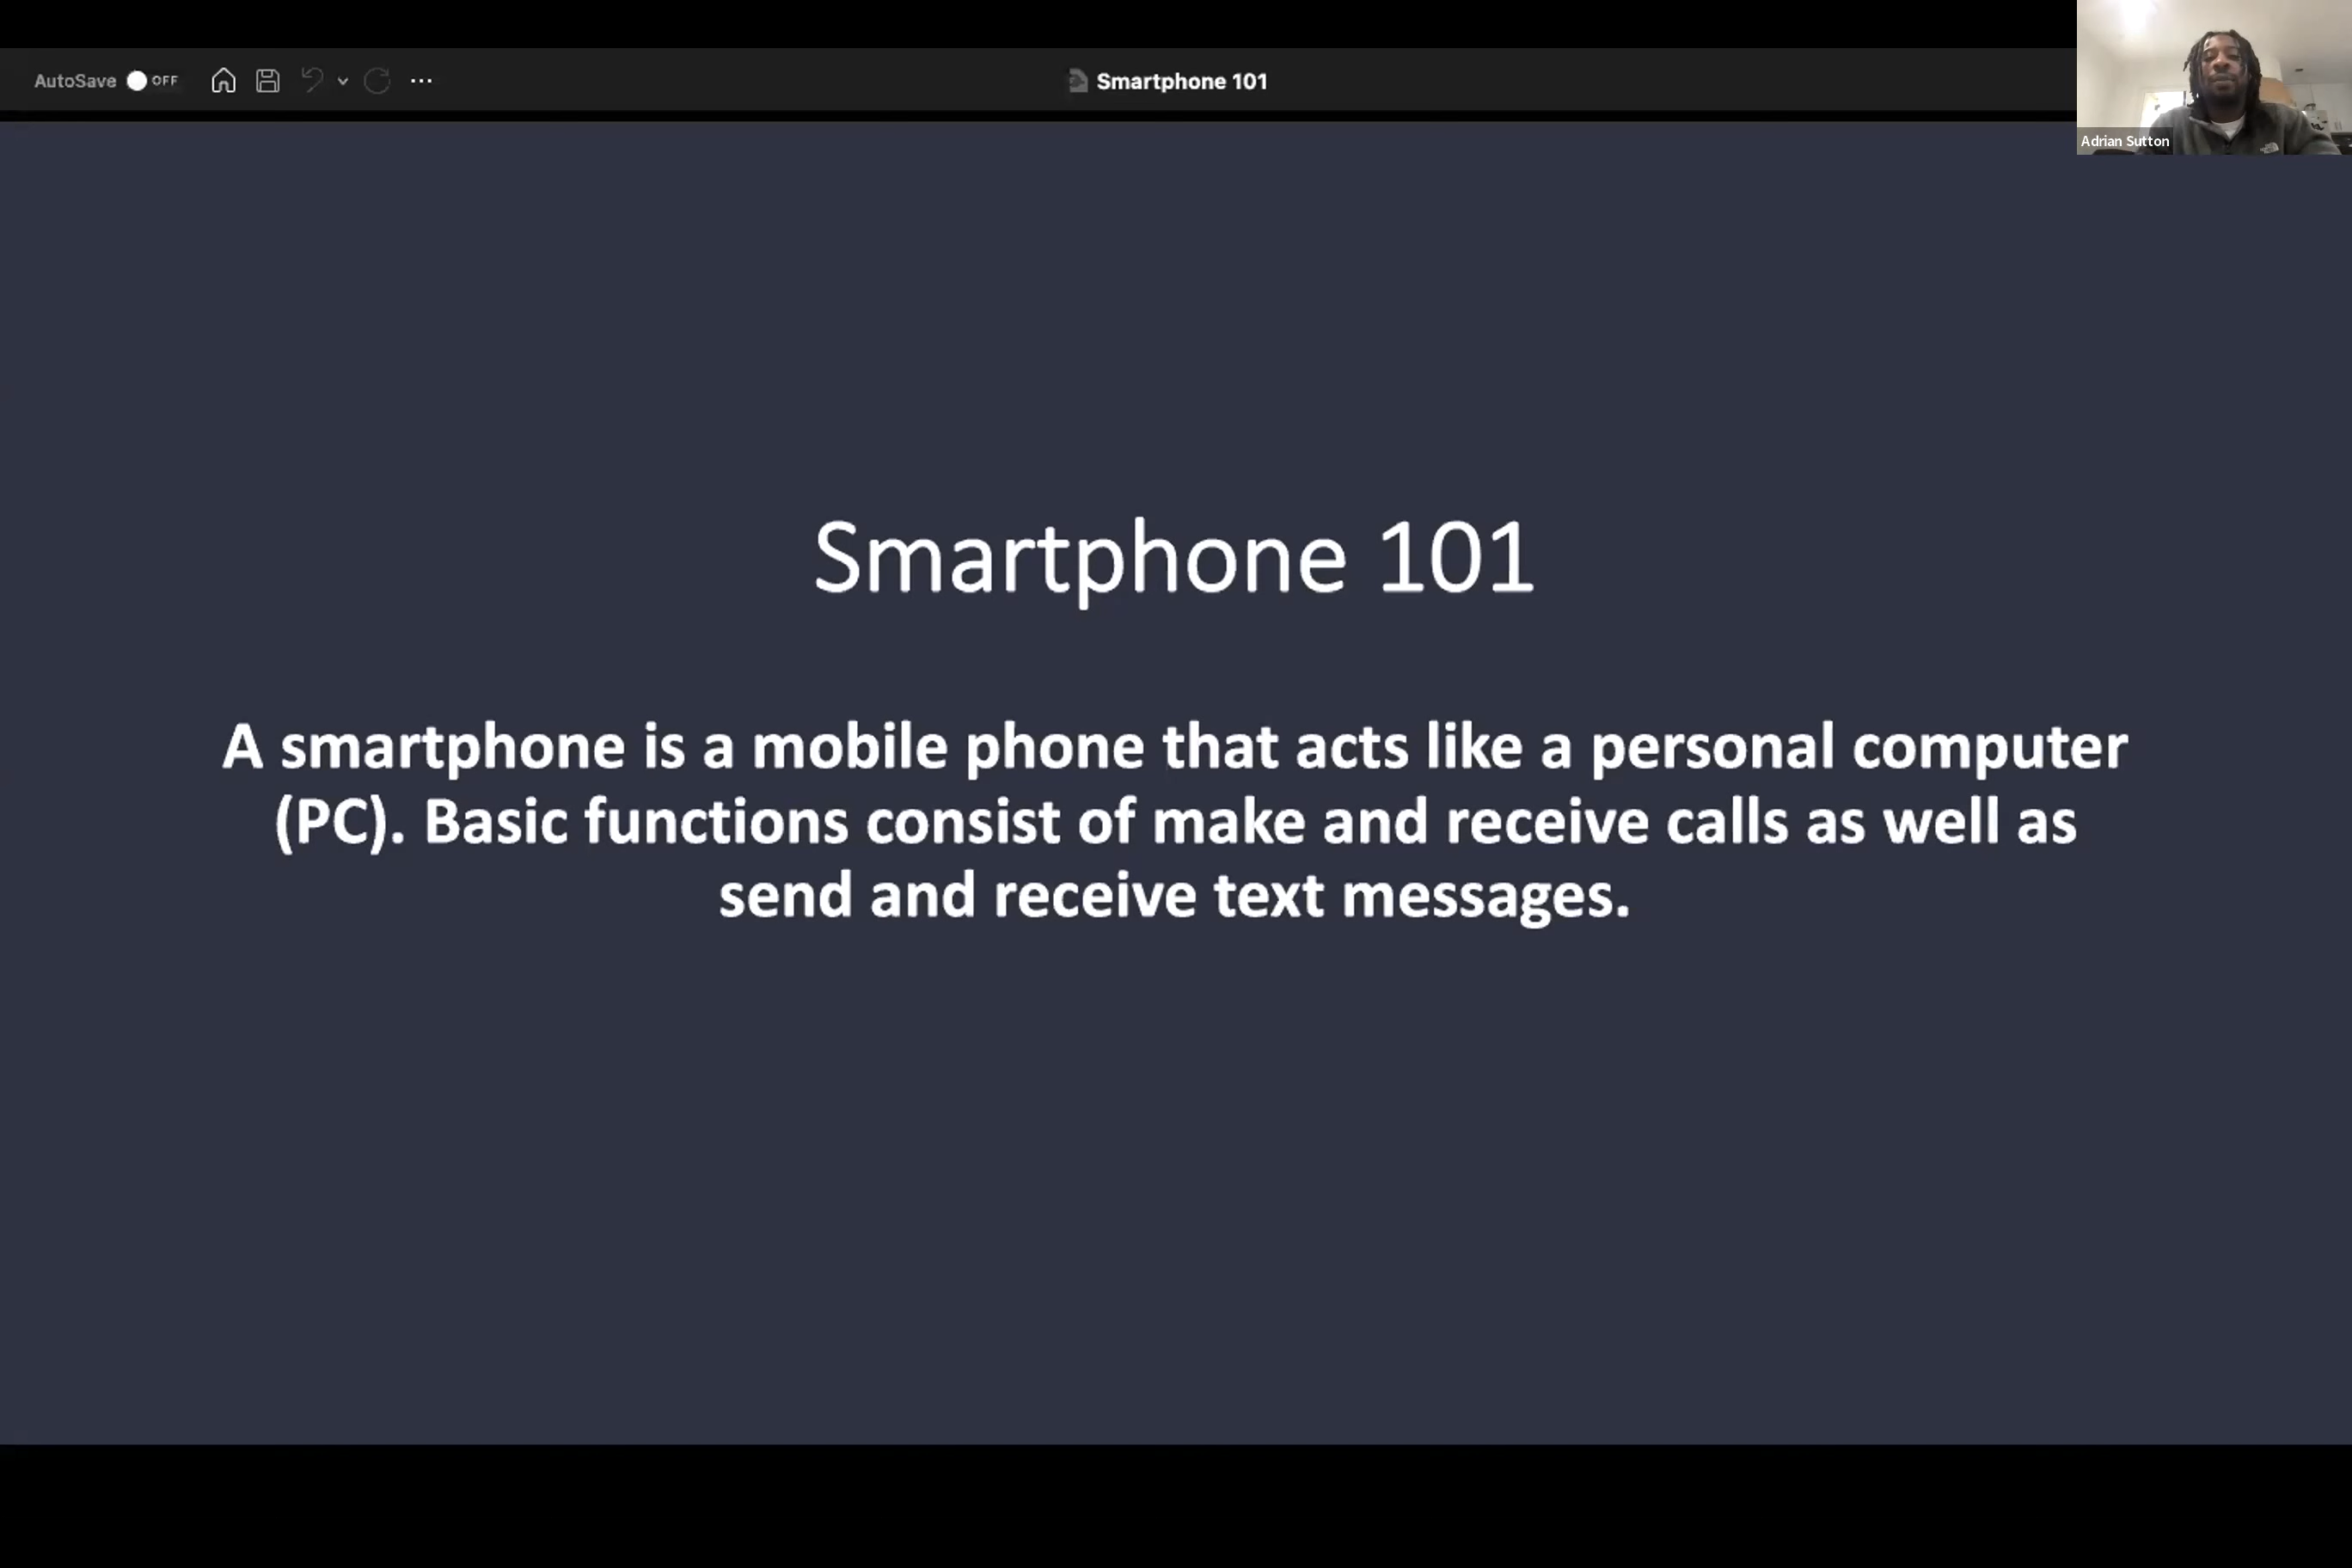 AutoSave OFF
Smartphone 101
Adrian Sutton
Smartphone 101
A smartphone is a mobile phone that acts like a personal computer
(PC). Basic functions consist of make and receive calls as well as
send and receive text messages.